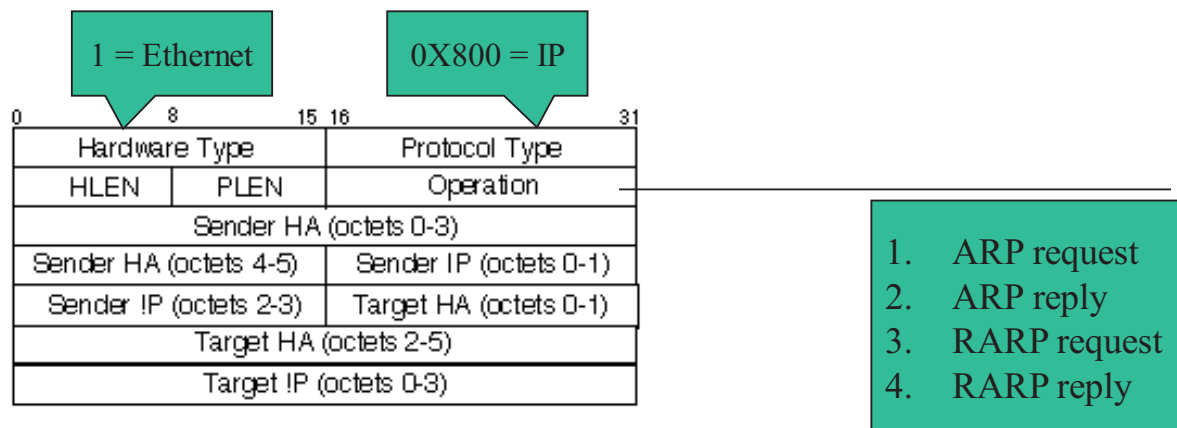 1 = Ethernet
0X800 = IP
0 8 15 16 31
Hardware Type Protocol Type
HLEN PLEN Operation
Sender HA (octets 0-3)
Sender HA (octets 4-5) Sender IP (octets 0-1)
Sender !P (octets 2-3) Target HA (octets 0-1)
Target HA (octets 2-5)
Target !P (octets 0-3)
1. ARP request
2. ARP reply
3. RARP request
4. RARP reply